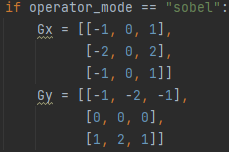 if operator_mode == "sobel":
Gx = [[-1, 0, 1],
[-2, 0, 2],
[-1, 0, 1]]
Gy = [[-1, -2, -1],
[0, 0, 0],
[1, 2, 1]]